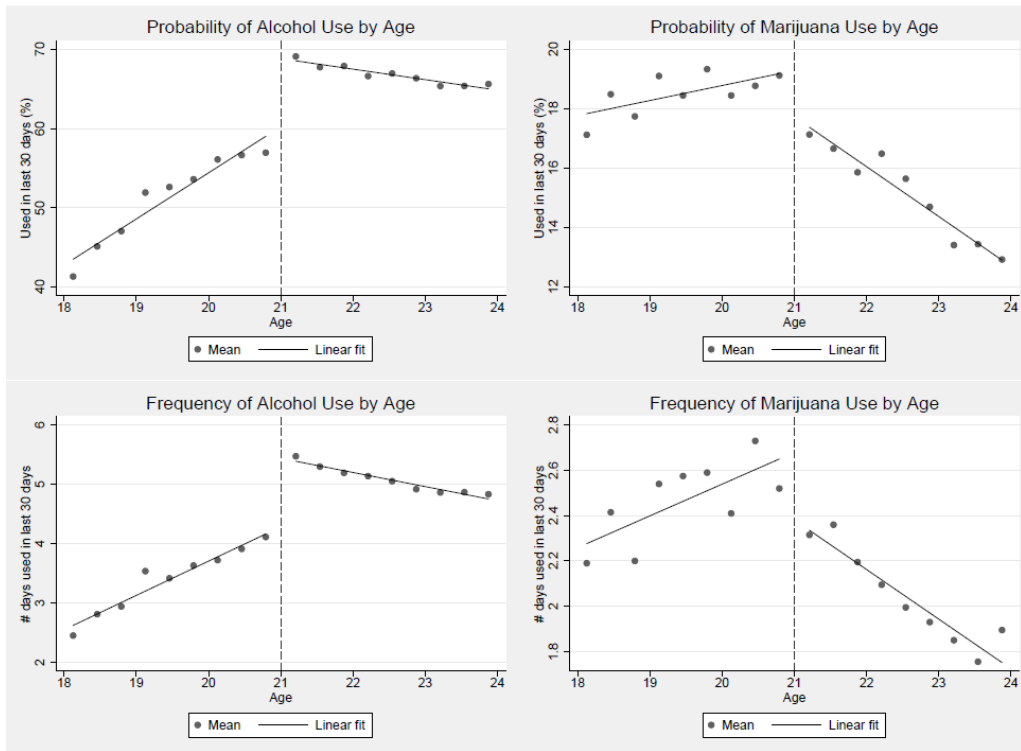 Probability of Alcohol Use by Age
Used in last 30 days (%)
70
60
50
40
18 19 20 21 22 23 24
Age
Mean Linear fit
Probability of Marijuana Use by Age
Used in last 30 days (%)
20
18
16
14
12
18 19 20 21 22 23 24
Age
Mean Linear fit
Frequency of Alcohol Use by Age
# days used in last 30 days
6
5
4
3
2
18 19 20 21 22 23 24
Age
Mean Linear fit
Frequency of Marijuana Use by Age
# days used in last 30 days
2.8
2.6
2.4
2.2
2
1.8
18 19 20 21 22 23 24
Age
Mean Linear fit